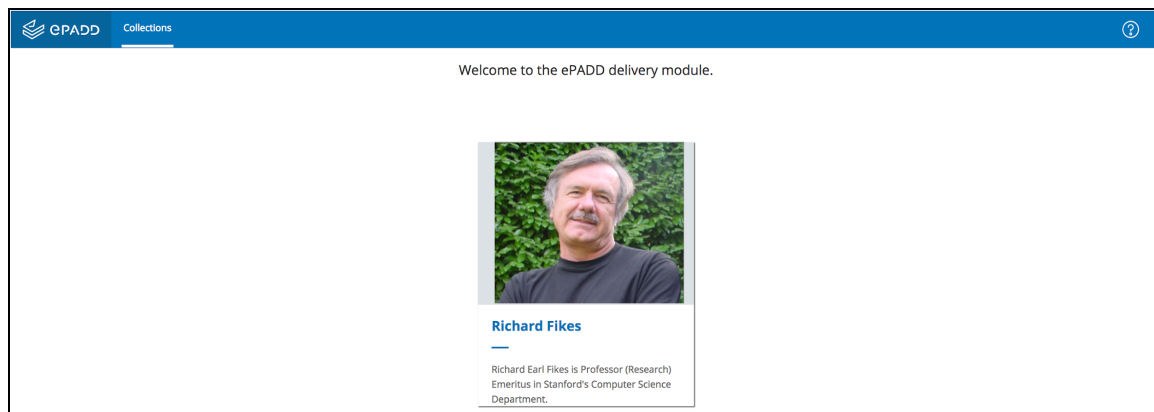 ePADD
Collections
?
Welcome to the ePADD delivery module.
Richard Fikes
Richard Earl Fikes is Professor (Research)
Emeritus in Stanford's Computer Science
Department.